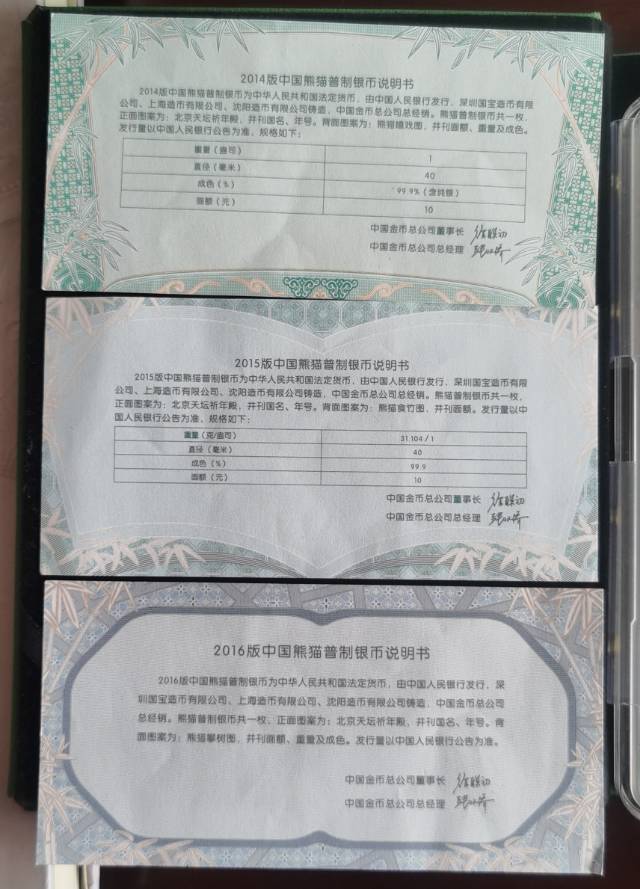 2014版中国熊猫普制银币说明书
2014版中国熊猫普制银币为中华人民共和国法定货币，由中国人民银行发行，深圳国宝造币有限
公司、上海造币有限公司、沈阳造币有限公司铸造，中国金币总公司总经销。熊猫普制银币共一枚，
正面图案为：北京天坛祈年殿，并刊国名、年号。背面图案为：熊猫嬉戏图，并刊面额、重量及成色。
发行量以中国人民银行公告为准，规格如下：
重量（盎司） 1
直径（毫米） 40
成色（%） 99.9%（含纯银）
面额（元） 10
中国金币总公司董事长
中国金币总公司总经理
2015版中国熊猫普制银币说明书
2015版中国熊猫普制银币为中华人民共和国法定货币，由中国人民银行发行，深圳国宝造币有限
公司、上海造币有限公司、沈阳造币有限公司铸造，中国金币总公司总经销。熊猫普制银币共一枚，
正面图案为：北京天坛祈年殿，并刊国名、年号。背面图案为：熊猫食竹图，并刊面额。发行量以中
国人民银行公告为准，规格如下：
重量（克/盎司） 31.104 / 1
直径（毫米） 40
成色（%） 99.9
面额（元） 10
中国金币总公司董事长
中国金币总公司总经理
2016版中国熊猫普制银币说明书
2016版中国熊猫普制银币为中华人民共和国法定货币，由中国人民银行发行，深
圳国宝造币有限公司、上海造币有限公司、沈阳造币有限公司铸造，中国金币总公司
总经销。熊猫普制银币共一枚，正面图案为：北京天坛祈年殿，并刊国名、年号。背
面图案为：熊猫攀树图，并刊面额、重量及成色。发行量以中国人民银行公告为准。
中国金币总公司董事长
中国金币总公司总经理